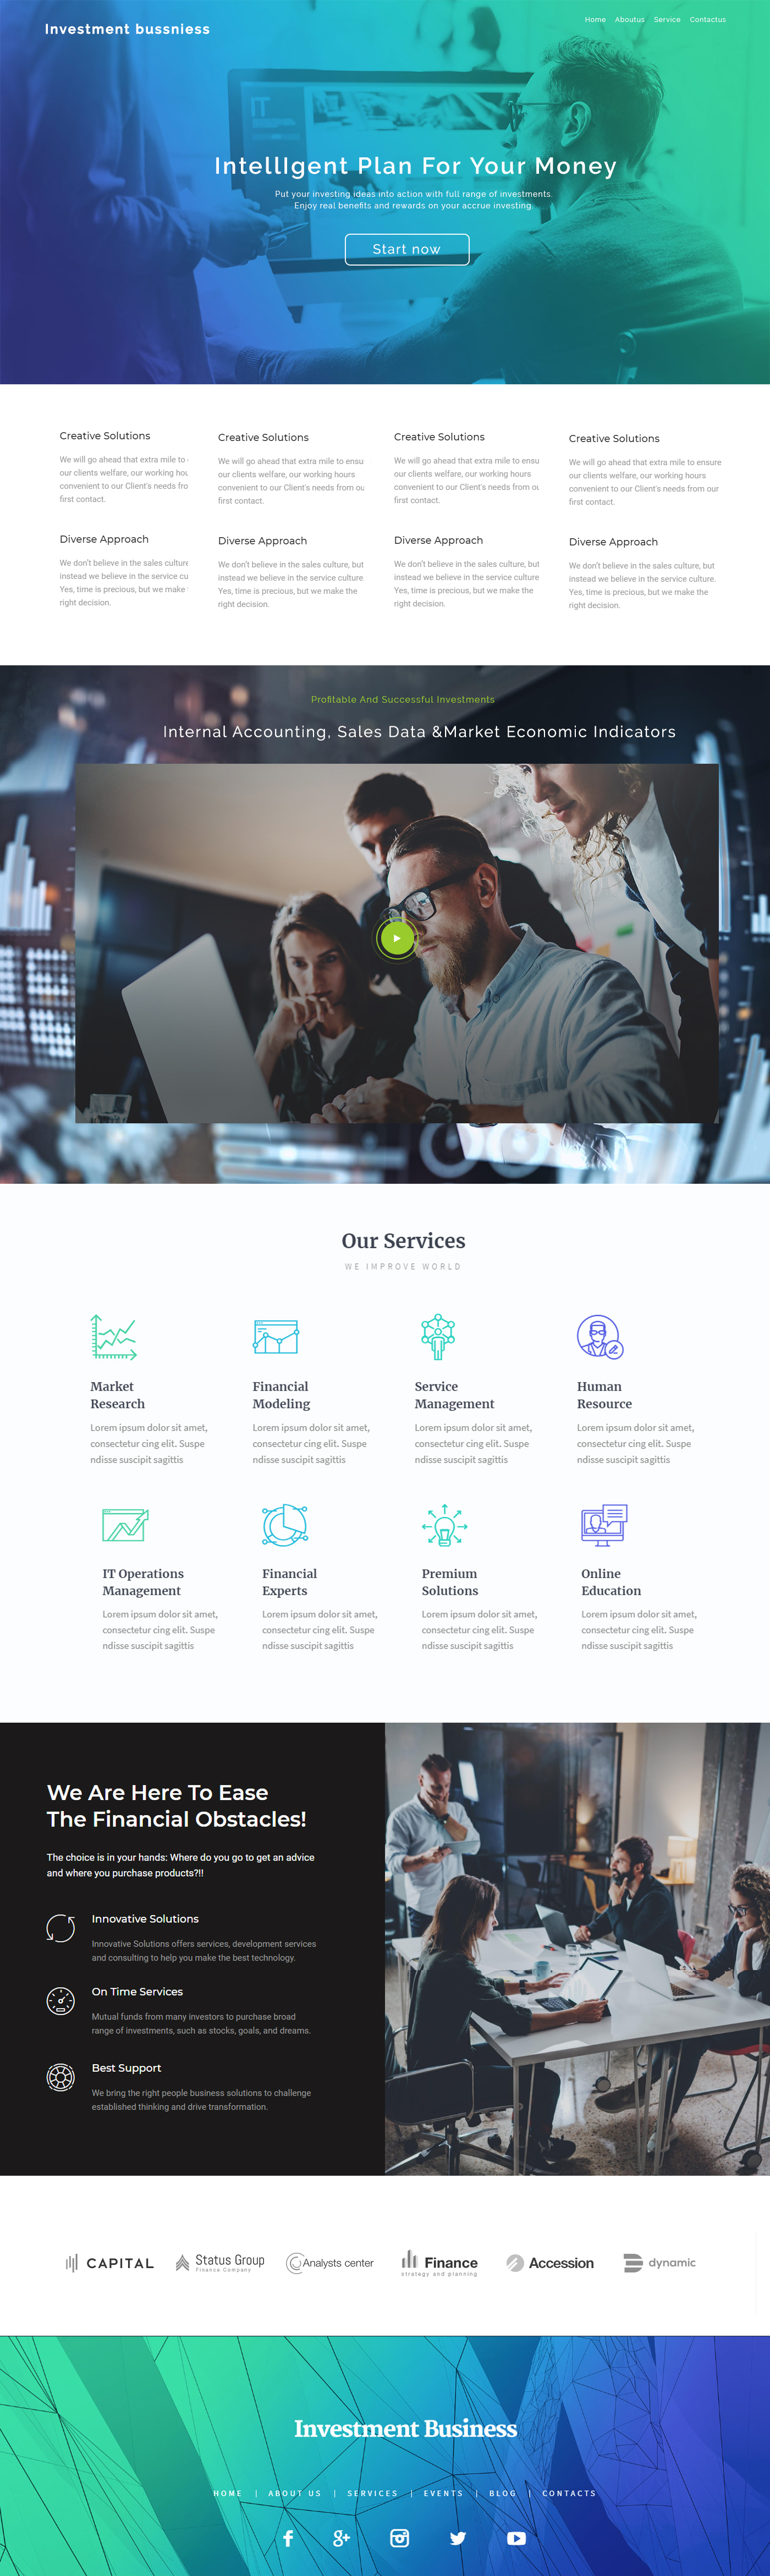 Investment bussniess
Home Aboutus Service Contactus
IntellIgent Plan For Your Money
Put your investing ideas into action with full range of investments.
Enjoy real benefits and rewards on your accrue investing
Start now
Creative Solutions
We will go ahead that extra mile to
our clients welfare, our working hou
convenient to our Client's needs fro
first contact.
Diverse Approach
We don't believe in the sales culture
instead we believe in the service cu
Yes, time is precious, but we make
right decision.
Creative Solutions
We will go ahead that extra mile to ensu
our clients welfare, our working hours
convenient to our Client's needs from ou
first contact.
Diverse Approach
We don't believe in the sales culture, but
instead we believe in the service culture
Yes, time is precious, but we make the
right decision.
Creative Solutions
We will go ahead that extra mile to ensu
our clients welfare, our working hours
convenient to our Client's needs from ou
first contact.
Diverse Approach
We don't believe in the sales culture, but
instead we believe in the service culture
Yes, time is precious, but we make the
right decision.
Creative Solutions
We will go ahead that extra mile to ensure
our clients welfare, our working hours
convenient to our Client's needs from our
first contact.
Diverse Approach
We don't believe in the sales culture, but
instead we believe in the service culture.
Yes, time is precious, but we make the
right decision.
Profitable And Successful Investments
Internal Accounting, Sales Data &Market Economic Indicators
Our Services
WE IMPROVE WORLD
Market
Research
Lorem ipsum dolor sit amet,
consectetur cing elit. Suspe
ndisse suscipit sagittis
Financial
Modeling
Lorem ipsum dolor sit amet,
consectetur cing elit. Suspe
ndisse suscipit sagittis
Service
Management
Lorem ipsum dolor sit amet,
consectetur cing elit. Suspe
ndisse suscipit sagittis
Human
Resource
Lorem ipsum dolor sit amet,
consectetur cing elit. Suspe
ndisse suscipit sagittis
IT Operations
Management
Lorem ipsum dolor sit amet,
consectetur cing elit. Suspe
ndisse suscipit sagittis
Financial
Experts
Lorem ipsum dolor sit amet,
consectetur cing elit. Suspe
ndisse suscipit sagittis
Premium
Solutions
Lorem ipsum dolor sit amet,
consectetur cing elit. Suspe
ndisse suscipit sagittis
Online
Education
Lorem ipsum dolor sit amet,
consectetur cing elit. Suspe
ndisse suscipit sagittis
We Are Here To Ease
The Financial Obstacles!
The choice is in your hands: Where do you go to get an advice
and where you purchase products?!!
Innovative Solutions
Innovative Solutions offers services, development services
and consulting to help you make the best technology.
On Time Services
Mutual funds from many investors to purchase broad
range of investments, such as stocks, goals, and dreams.
Best Support
We bring the right people business solutions to challenge
established thinking and drive transformation.
CAPITAL
Status Group
Finance Company
Analysts center
Finance
strategy and planning
Accession
dynamic
Investment Business
HOME | ABOUT US | SERVICES | EVENTS | BLOG | CONTACTS